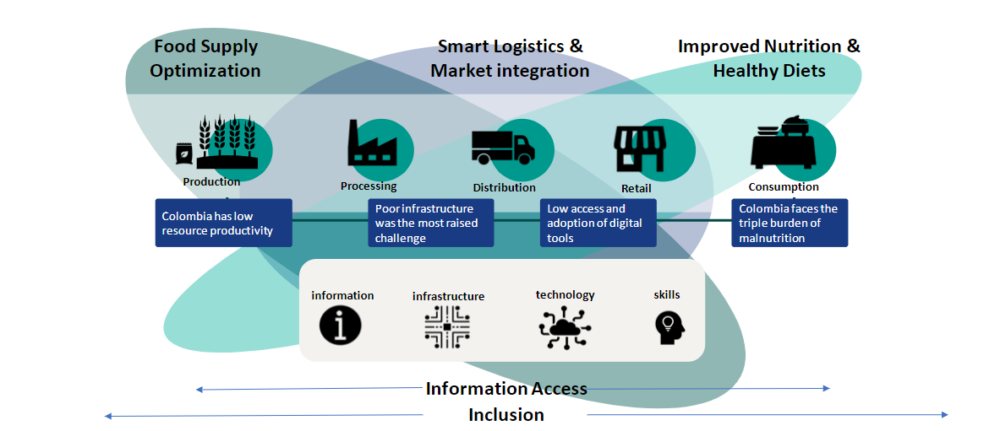 Food Supply
Optimization
Smart Logistics &
Market integration
Improved Nutrition &
Healthy Diets
Production
Processing
Distribution
Retail
Consumption
Colombia has low
resource productivity
Poor infrastructure
was the most raised
challenge
Low access and
adoption of digital
tools
Colombia faces the
triple burden of
malnutrition
information
infrastructure
technology
skills
Information Access
Inclusion